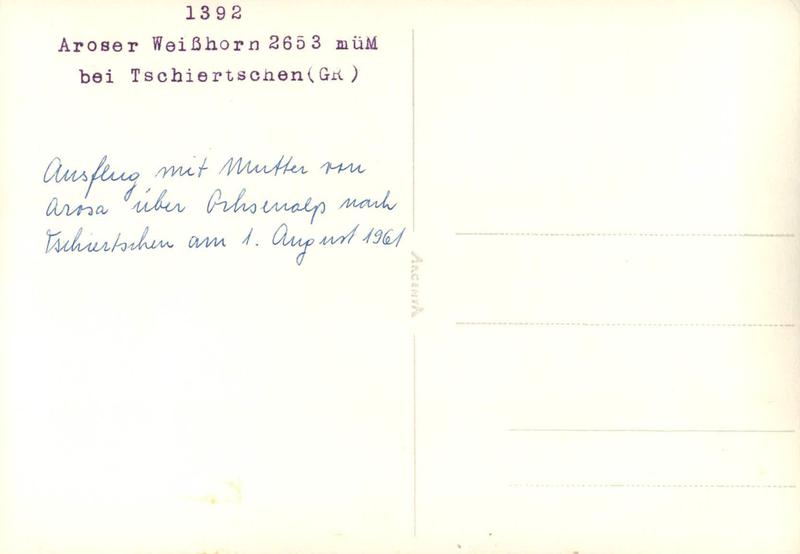 1392
Aroser Weißhorn 2653 müM
bei Tschiertschen(GR)
Ausflug mit Mutter von
Arosa über Ochsenalp nach
Tschiertschen am 1. August 1961
ARGENTA